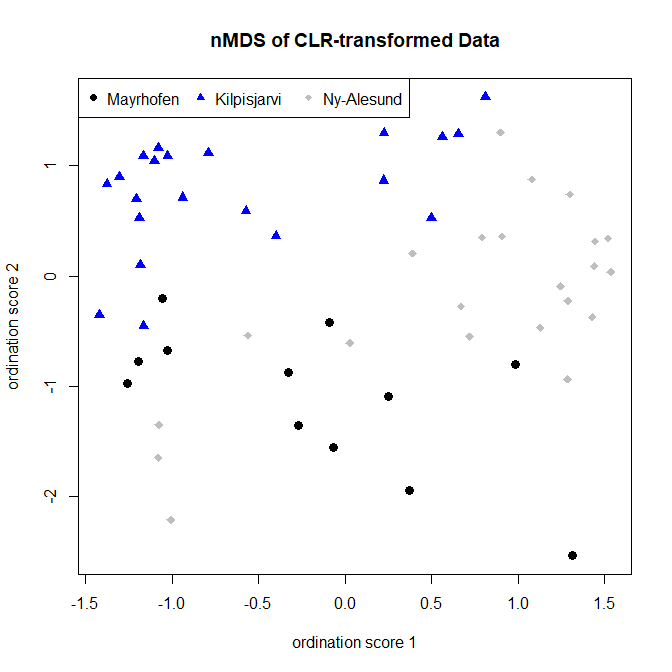 nMDS of CLR-transformed Data
Mayrhofen Kilpisjarvi Ny-Alesund
1
0
-1
-2
ordination score 2
-1.5 -1.0 -0.5 0.0 0.5 1.0 1.5
ordination score 1